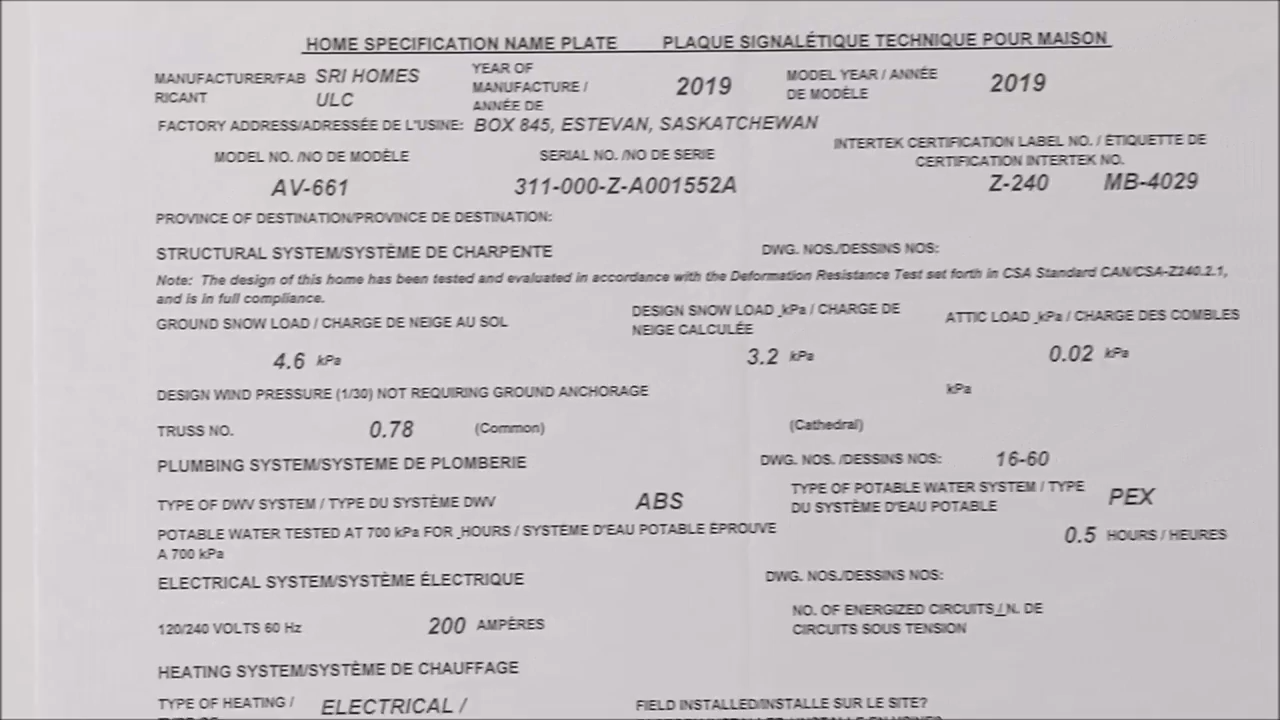 HOME SPECIFICATION NAME PLATE PLAQUE SIGNALÉTIQUE TECHNIQUE POUR MAISON
MANUFACTURER/FAB
RICANT
SRI HOMES
ULC
YEAR OF
MANUFACTURE /
ANNÉE DE
2019
MODEL YEAR / ANNÉE
DE MODÈLE
2019
FACTORY ADDRESS/ADRESSÉE DE L"USINE: BOX 845, ESTEVAN, SASKATCHEWAN
MODEL NO. /NO DE MODÈLE
SERIAL NO. /NO DE SERIE
INTERTEK CERTIFICATION LABEL NO. / ÉTIQUETTE DE
CERTIFICATION INTERTEK NO.
AV-661 311-000-Z-A001552A Z-240 MB-4029
PROVINCE OF DESTINATION/PROVINCE DE DESTINATION:
STRUCTURAL SYSTEM/SYSTÈME DE CHARPENTE DWG. NOS./DESSINS NOS:
Note: The design of this home has been tested and evaluated in accordance with the Deformation Resistance Test set forth in CSA Standard CAN/CSA-Z240.2.1,
and is in full compliance.
GROUND SNOW LOAD / CHARGE DE NEIGE AU SOL
DESIGN SNOW LOAD _kPa / CHARGE DE
NEIGE CALCULÉE
ATTIC LOAD _kPa / CHARGE DES COMBLES
4.6 kPa 3.2 kPa 0.02 kPa
DESIGN WIND PRESSURE (1/30) NOT REQUIRING GROUND ANCHORAGE kPa
TRUSS NO. 0.78 (Common) (Cathedral)
PLUMBING SYSTEM/SYSTEME DE PLOMBERIE DWG. NOS. /DESSINS NOS: 16-60
TYPE OF DWV SYSTEM / TYPE DU SYSTÈME DWV ABS
TYPE OF POTABLE WATER SYSTEM / TYPE
DU SYSTÈME D'EAU POTABLE
PEX
POTABLE WATER TESTED AT 700 kPa FOR _HOURS / SYSTÈME D'EAU POTABLE ÉPROUVE
A 700 kPa
0.5 HOURS / HEURES
ELECTRICAL SYSTEM/SYSTÈME ÉLECTRIQUE DWG. NOS./DESSINS NOS:
120/240 VOLTS 60 Hz 200 AMPÈRES
NO. OF ENERGIZED CIRCUITS / N. DE
CIRCUITS SOUS TENSION
HEATING SYSTEM/SYSTÈME DE CHAUFFAGE
TYPE OF HEATING / ELECTRICAL / FIELD INSTALLED/INSTALLE SUR LE SITE?